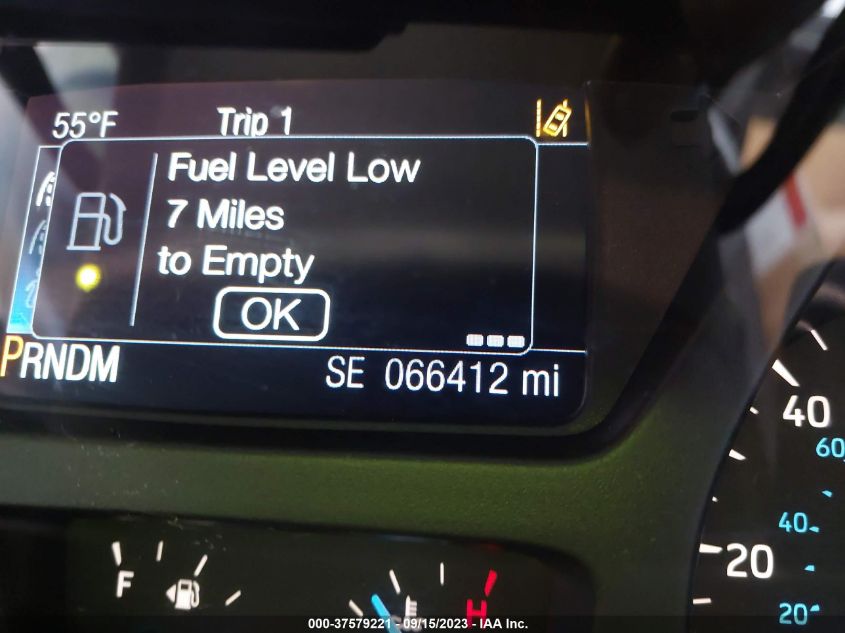 55°F Trip 1
Fuel Level Low
7 Miles
to Empty
OK
PRNDM SE 066412 mi
40
60
40
20
20
F
H
000-37579221 - 09/15/2023 - IAA Inc.